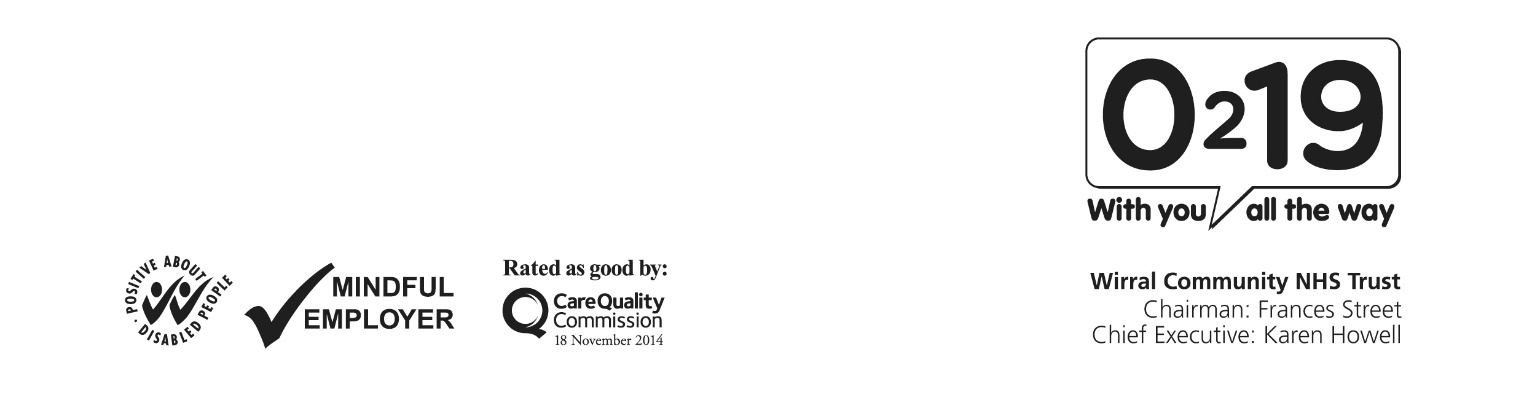 0219
With you all the way
POSITIVE ABOUT
DISABLED PEOPLE
MINDFUL
EMPLOYER
Rated as good by:
CareQuality
Commission
18 November 2014
Wirral Community NHS Trust
Chairman: Frances Street
Chief Executive: Karen Howell